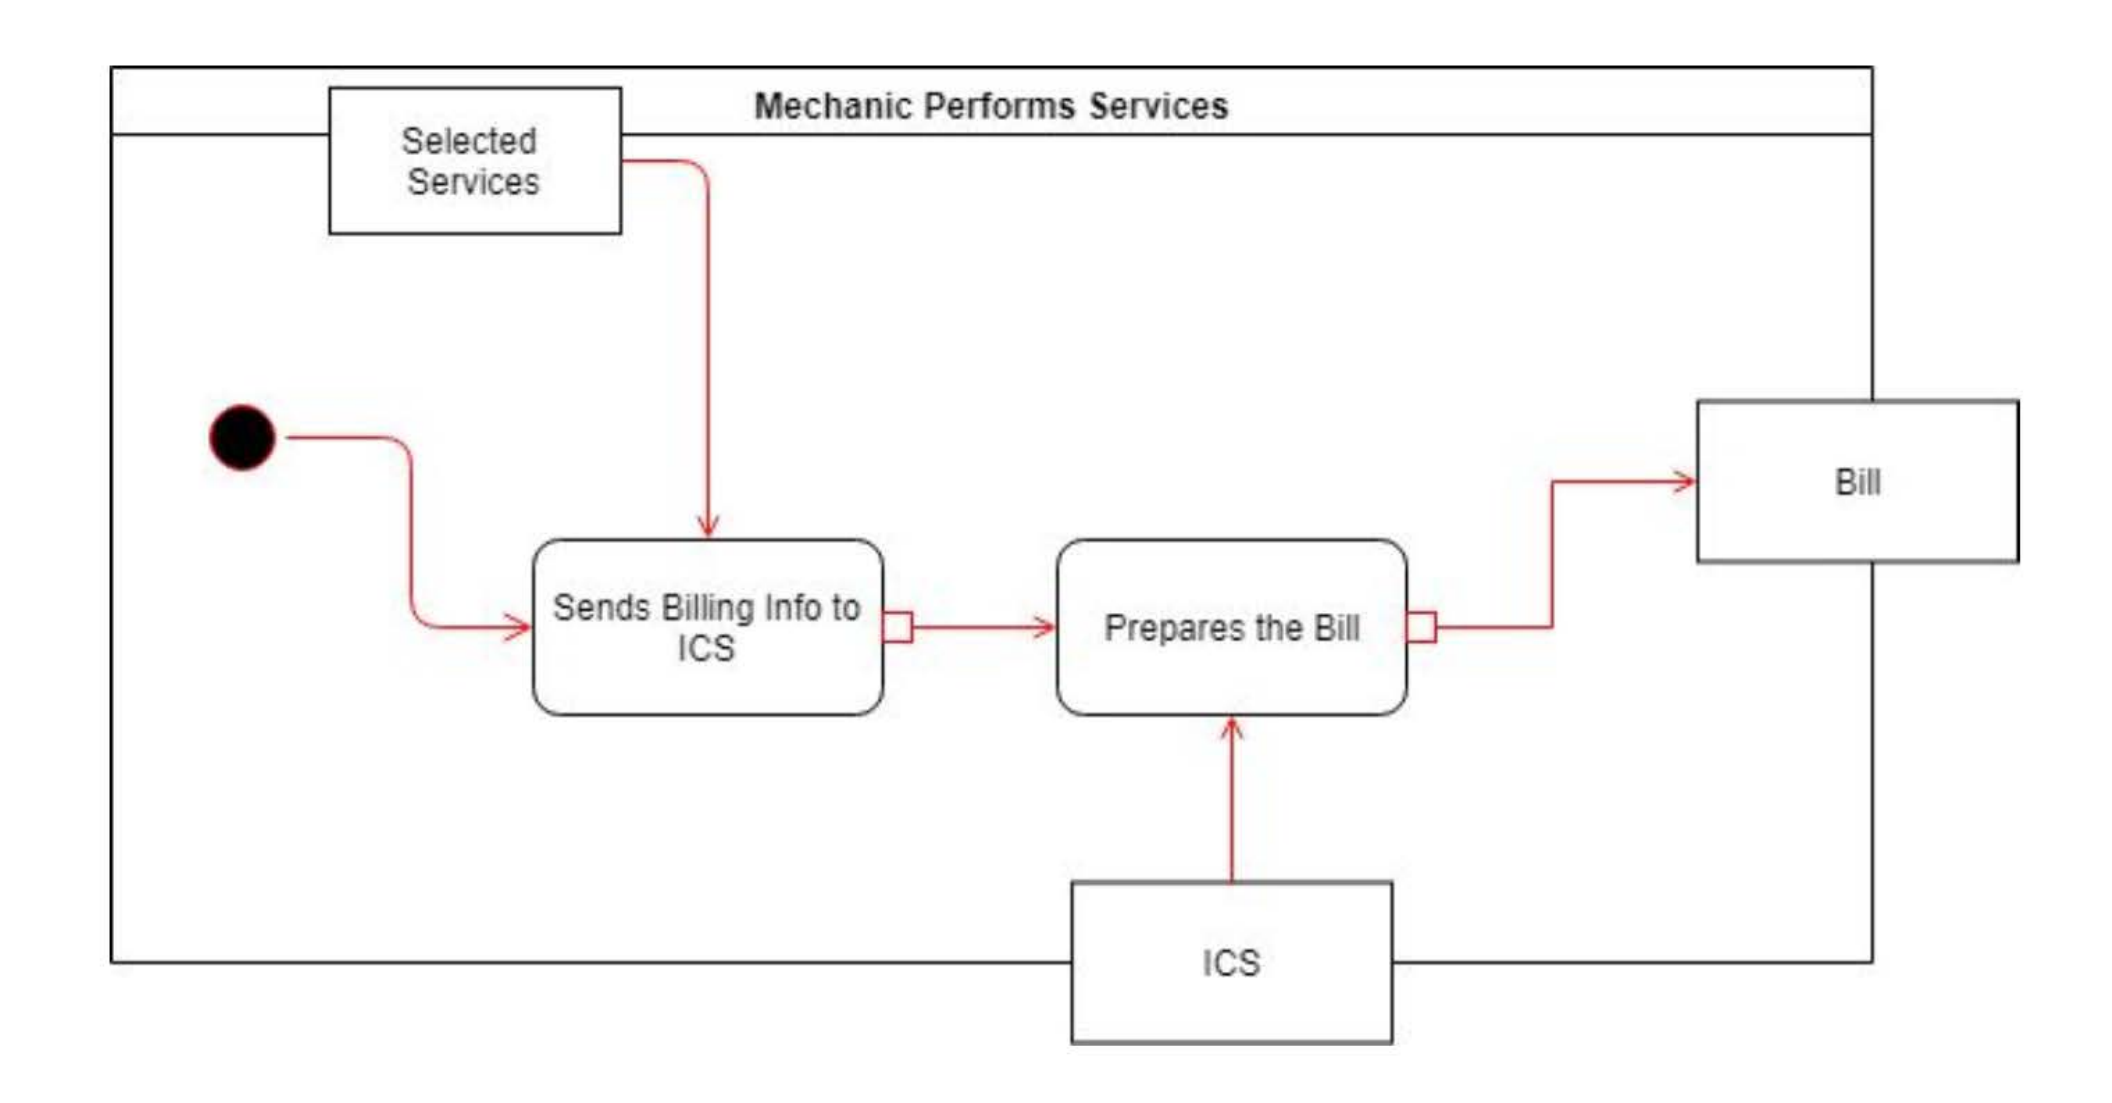 Mechanic Performs Services
Selected
Services
Bill
Sends Billing Info to
ICS
Prepares the Bill
ICS